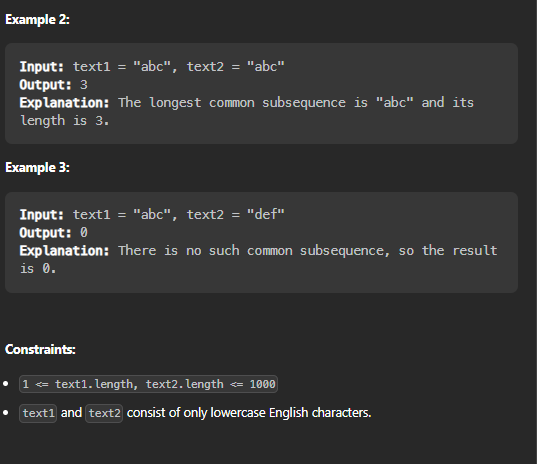 Example 2:
Input: text1 = "abc", text2 = "abc"
Output: 3
Explanation: The longest common subsequence is "abc" and its
length is 3.
Example 3:
Input: text1 = "abc", text2 = "def"
Output: 0
Explanation: There is no such common subsequence, so the result
is 0.
Constraints:
• 1 <= text1.length, text2.length <= 1000
• text1 and text2 consist of only lowercase English characters.